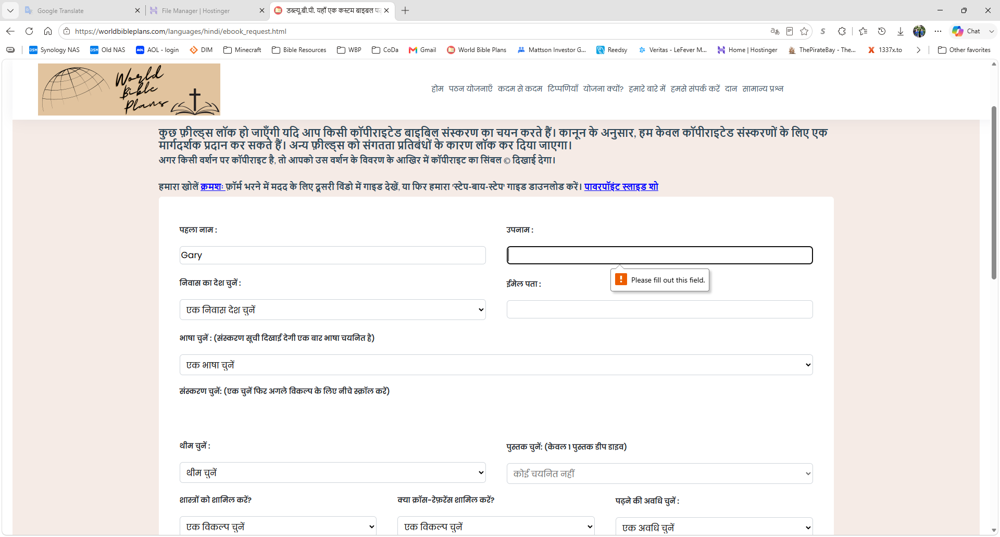 Google Translate
File Manager | Hostinger
डब्ल्यू.बी.पी. यहाँ एक कस्टम बाइबल
https://worldbibleplans.com/languages/hindi/ebook_request.html
Chat
Synology NAS
Old NAS
AOL - login
DIM
Minecraft
Bible Resources
WBP
CoDa
Gmail
World Bible Plans
Mattson Investor G...
Reedsy
Veritas - LeFever M...
Home | Hostinger
ThePirateBay - The...
1337x.to
Other favorites
World
Bible
Plans
होम पठन योजनाएँ कदम से कदम टिप्पणियाँ योजना क्यों? हमारे बारे में हमसे संपर्क करें दान सामान्य प्रश्न
कुछ फ़ील्ड्स लॉक हो जाएँगी यदि आप किसी कॉपीराइटेड बाइबिल संस्करण का चयन करते हैं। कानून के अनुसार, हम केवल कॉपीराइटेड संस्करणों के लिए एक
मार्गदर्शक प्रदान कर सकते हैं। अन्य फ़ील्ड्स को संगतता प्रतिबंधों के कारण लॉक कर दिया जाएगा।
अगर किसी वर्शन पर कॉपीराइट है, तो आपको उस वर्शन के विवरण के आखिर में कॉपीराइट का सिंबल © दिखाई देगा।
हमारा खोलें क्रमशः फ़ॉर्म भरने में मदद के लिए दूसरी विंडो में गाइड देखें, या फिर हमारा 'स्टेप-बाय-स्टेप' गाइड डाउनलोड करें। पावरपॉइंट स्लाइड शो
पहला नाम :
उपनाम :
Gary
Please fill out this field.
निवास का देश चुनें :
ईमेल पता :
एक निवास देश चुनें
भाषा चुनें : (संस्करण सूची दिखाई देगी एक बार भाषा चयनित है)
एक भाषा चुनें
संस्करण चुनें: (एक चुनें फिर अगले विकल्प के लिए नीचे स्क्रॉल करें)
थीम चुनें :
पुस्तक चुनें: (केवल 1 पुस्तक डीप डाइव)
थीम चुनें
कोई चयनित नहीं
शास्त्रों को शामिल करें?
क्या क्रॉस-रेफ़रेंस शामिल करें?
पढ़ने की अवधि चुनें :
एक विकल्प चुनें
एक विकल्प चुनें
एक अवधि चुनें